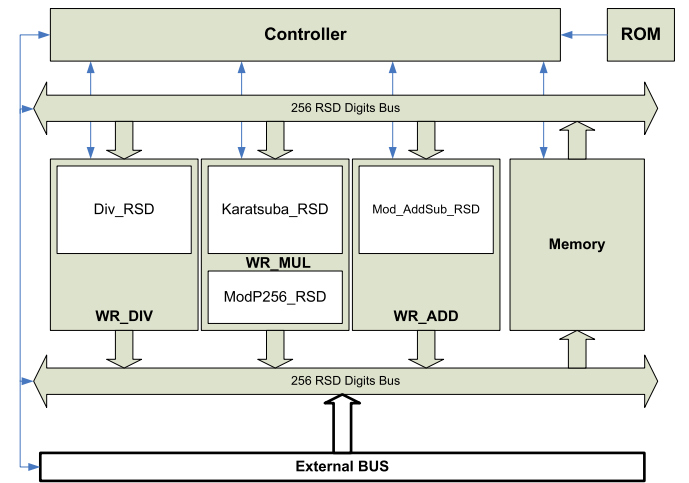 Controller
ROM
256 RSD Digits Bus
Div_RSD
Karatsuba_RSD
Mod_AddSub_RSD
Memory
WR_MUL
ModP256_RSD
WR_DIV
WR_ADD
256 RSD Digits Bus
External BUS